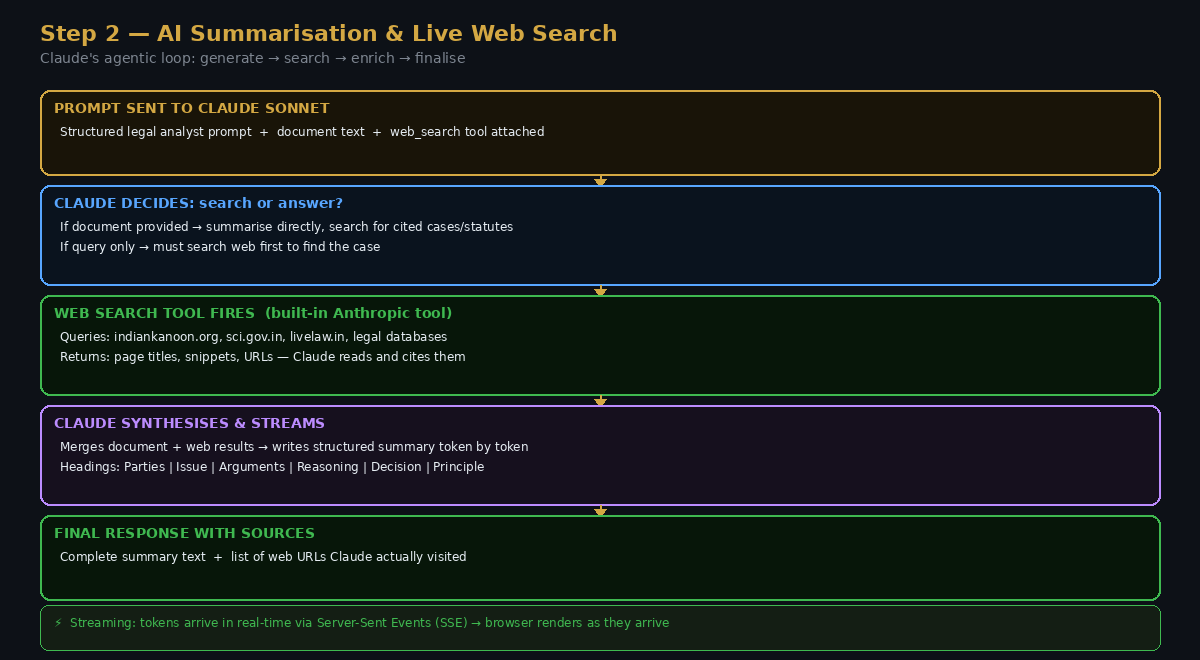 Step 2 — AI Summarisation & Live Web Search
Claude's agentic loop: generate → search → enrich → finalise
PROMPT SENT TO CLAUDE SONNET
Structured legal analyst prompt + document text + web_search tool attached
CLAUDE DECIDES: search or answer?
If document provided → summarise directly, search for cited cases/statutes
If query only → must search web first to find the case
WEB SEARCH TOOL FIRES (built-in Anthropic tool)
Queries: indiankanoon.org, sci.gov.in, livelaw.in, legal databases
Returns: page titles, snippets, URLs — Claude reads and cites them
CLAUDE SYNTHESISES & STREAMS
Merges document + web results → writes structured summary token by token
Headings: Parties | Issue | Arguments | Reasoning | Decision | Principle
FINAL RESPONSE WITH SOURCES
Complete summary text + list of web URLs Claude actually visited
⚡ Streaming: tokens arrive in real-time via Server-Sent Events (SSE) → browser renders as they arrive